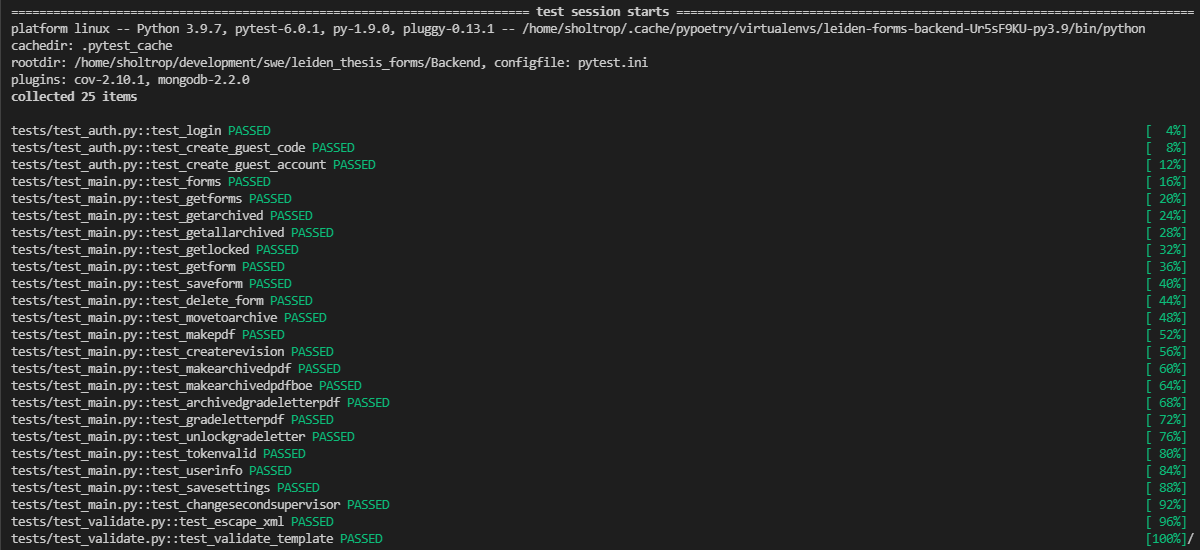 ========================================================================== test session starts ==========================================================================
platform linux -- Python 3.9.7, pytest-6.0.1, py-1.9.0, pluggy-0.13.1 -- /home/sholtrop/.cache/pypoetry/virtualenvs/leiden-forms-backend-Ur5sF9KU-py3.9/bin/python
cachedir: .pytest_cache
rootdir: /home/sholtrop/development/swe/leiden_thesis_forms/Backend, configfile: pytest.ini
plugins: cov-2.10.1, mongodb-2.2.0
collected 25 items

tests/test_auth.py::test_login PASSED [  4%]
tests/test_auth.py::test_create_guest_code PASSED [  8%]
tests/test_auth.py::test_create_guest_account PASSED [ 12%]
tests/test_main.py::test_forms PASSED [ 16%]
tests/test_main.py::test_getforms PASSED [ 20%]
tests/test_main.py::test_getarchived PASSED [ 24%]
tests/test_main.py::test_getallarchived PASSED [ 28%]
tests/test_main.py::test_getlocked PASSED [ 32%]
tests/test_main.py::test_getform PASSED [ 36%]
tests/test_main.py::test_saveform PASSED [ 40%]
tests/test_main.py::test_delete_form PASSED [ 44%]
tests/test_main.py::test_movetoarchive PASSED [ 48%]
tests/test_main.py::test_makepdf PASSED [ 52%]
tests/test_main.py::test_createrevision PASSED [ 56%]
tests/test_main.py::test_makearchivedpdf PASSED [ 60%]
tests/test_main.py::test_makearchivedpdfboe PASSED [ 64%]
tests/test_main.py::test_archivedgradeletterpdf PASSED [ 68%]
tests/test_main.py::test_gradeletterpdf PASSED [ 72%]
tests/test_main.py::test_unlockgradeletter PASSED [ 76%]
tests/test_main.py::test_tokenvalid PASSED [ 80%]
tests/test_main.py::test_userinfo PASSED [ 84%]
tests/test_main.py::test_savesettings PASSED [ 88%]
tests/test_main.py::test_changesecondsupervisor PASSED [ 92%]
tests/test_validate.py::test_escape_xml PASSED [ 96%]
tests/test_validate.py::test_validate_template PASSED [100%]/